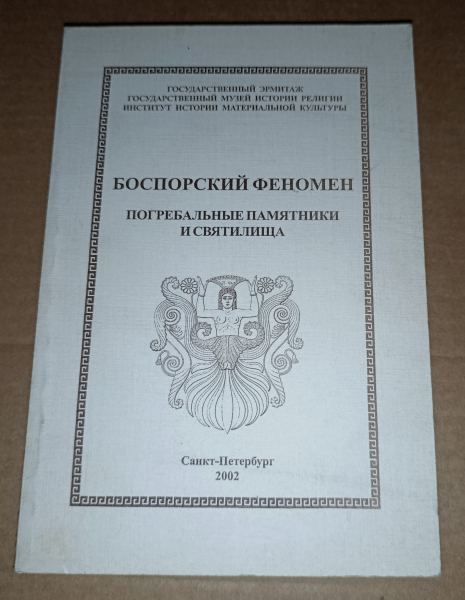 ГОСУДАРСТВЕННЫЙ ЭРМИТАЖ
ГОСУДАРСТВЕННЫЙ МУЗЕЙ ИСТОРИИ РЕЛИГИИ
ИНСТИТУТ ИСТОРИИ МАТЕРИАЛЬНОЙ КУЛЬТУРЫ
БОСПОРСКИЙ ФЕНОМЕН
ПОГРЕБАЛЬНЫЕ ПАМЯТНИКИ
И СВЯТИЛИЩА
Санкт-Петербург
2002